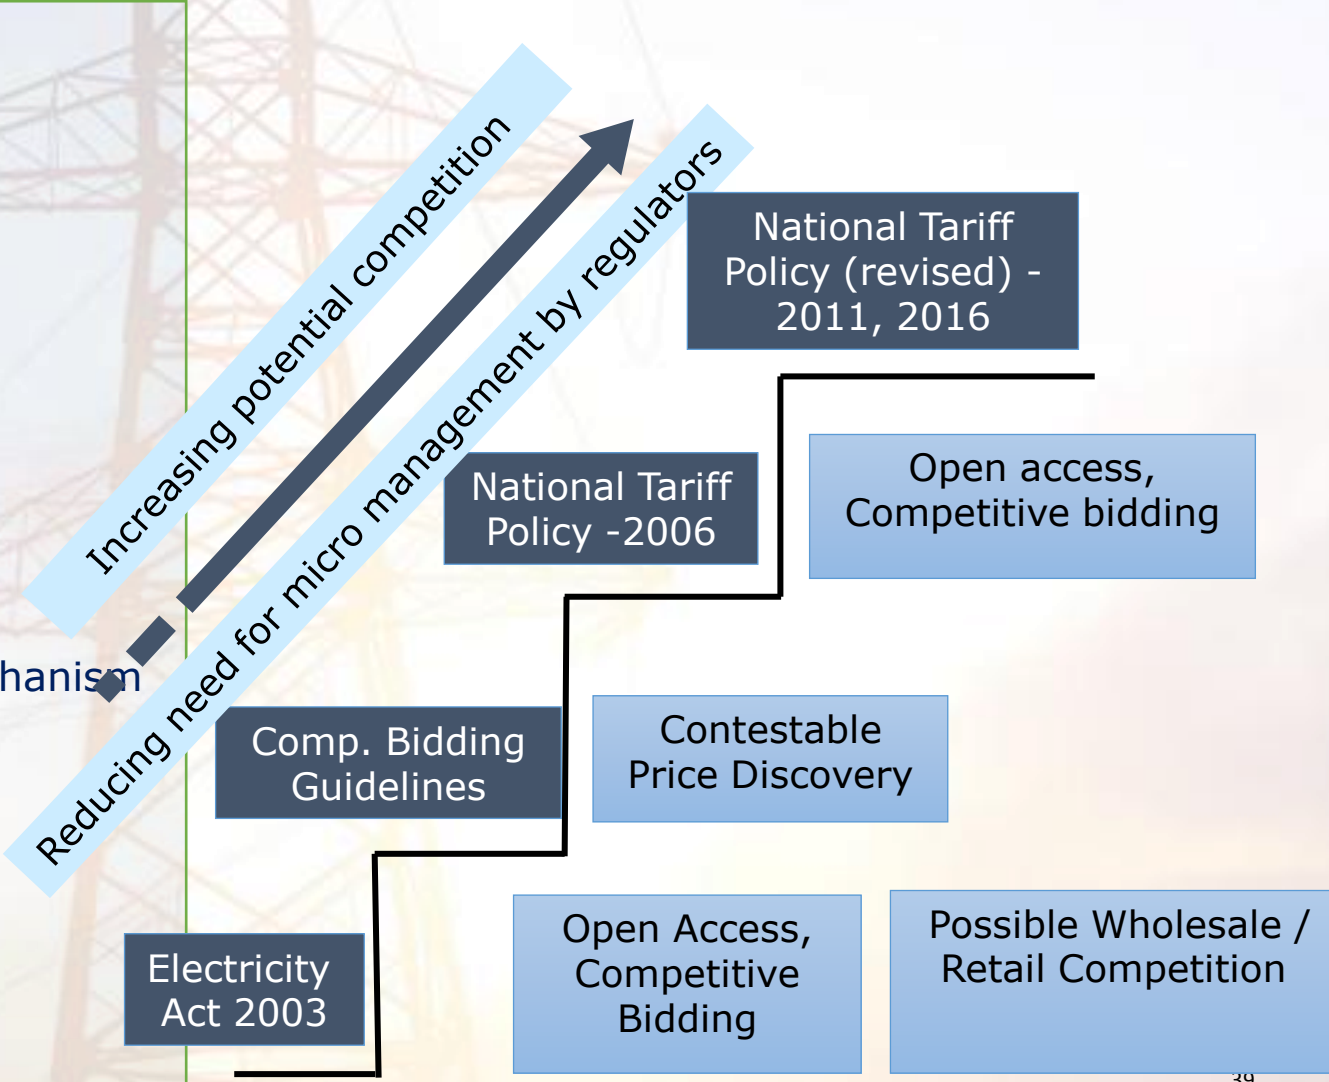 Increasing potential competition
Reducing need for micro management by regulators
National Tariff
Policy (revised) -
2011, 2016
Open access,
Competitive bidding
National Tariff
Policy -2006
hanism
Comp. Bidding
Guidelines
Contestable
Price Discovery
Electricity
Act 2003
Open Access,
Competitive
Bidding
Possible Wholesale /
Retail Competition
39